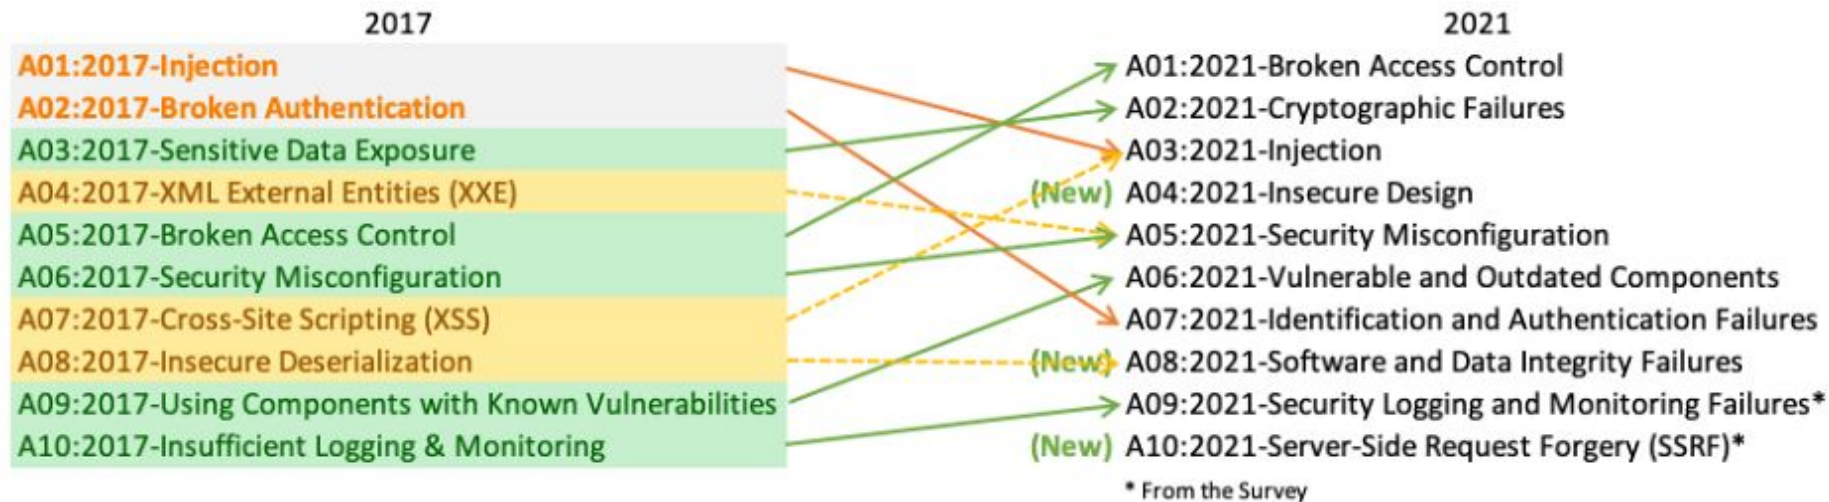 2017
A01:2017-Injection
A02:2017-Broken Authentication
A03:2017-Sensitive Data Exposure
A04:2017-XML External Entities (XXE)
A05:2017-Broken Access Control
A06:2017-Security Misconfiguration
A07:2017-Cross-Site Scripting (XSS)
A08:2017-Insecure Deserialization
A09:2017-Using Components with Known Vulnerabilities
A10:2017-Insufficient Logging & Monitoring
2021
A01:2021-Broken Access Control
A02:2021-Cryptographic Failures
A03:2021-Injection
(New) A04:2021-Insecure Design
A05:2021-Security Misconfiguration
A06:2021-Vulnerable and Outdated Components
A07:2021-Identification and Authentication Failures
(New) A08:2021-Software and Data Integrity Failures
A09:2021-Security Logging and Monitoring Failures*
(New) A10:2021-Server-Side Request Forgery (SSRF)*
* From the Survey